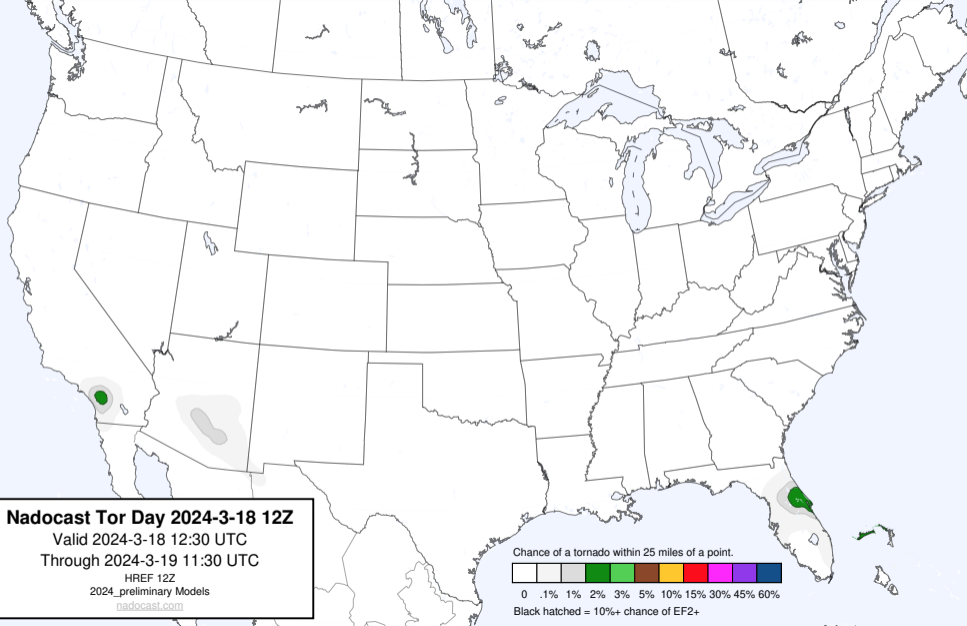 Nadocast Tor Day 2024-3-18 12Z
Valid 2024-3-18 12:30 UTC
Through 2024-3-19 11:30 UTC
HREF 12Z
2024_preliminary Models
nadocast.com
Chance of a tornado within 25 miles of a point.
0 .1% 1% 2% 3% 5% 10% 15% 30% 45% 60%
Black hatched = 10%+ chance of EF2+